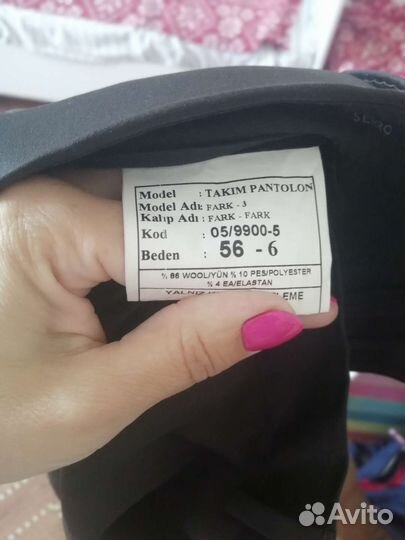 Model : TAKIM PANTOLON
Model Adı: FARK - 3
Kalıp Adı : FARK - FARK
Kod : 05/9900-5
Beden : 56 - 6
% 86 WOOL/YÜN % 10 PES/POLYESTER
% 4 EA/ELASTAN
YALNIZ
Avito